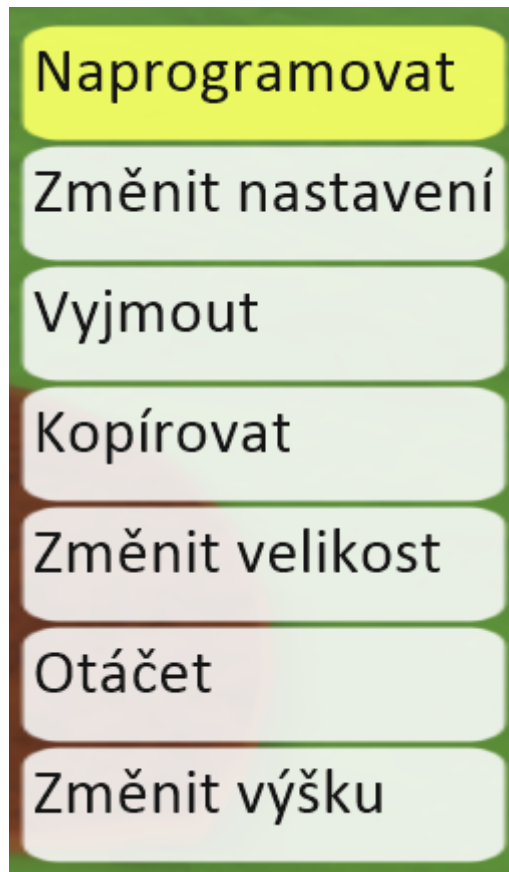 Naprogramovat
Změnit nastavení
Vyjmout
Kopírovat
Změnit velikost
Otáčet
Změnit výšku